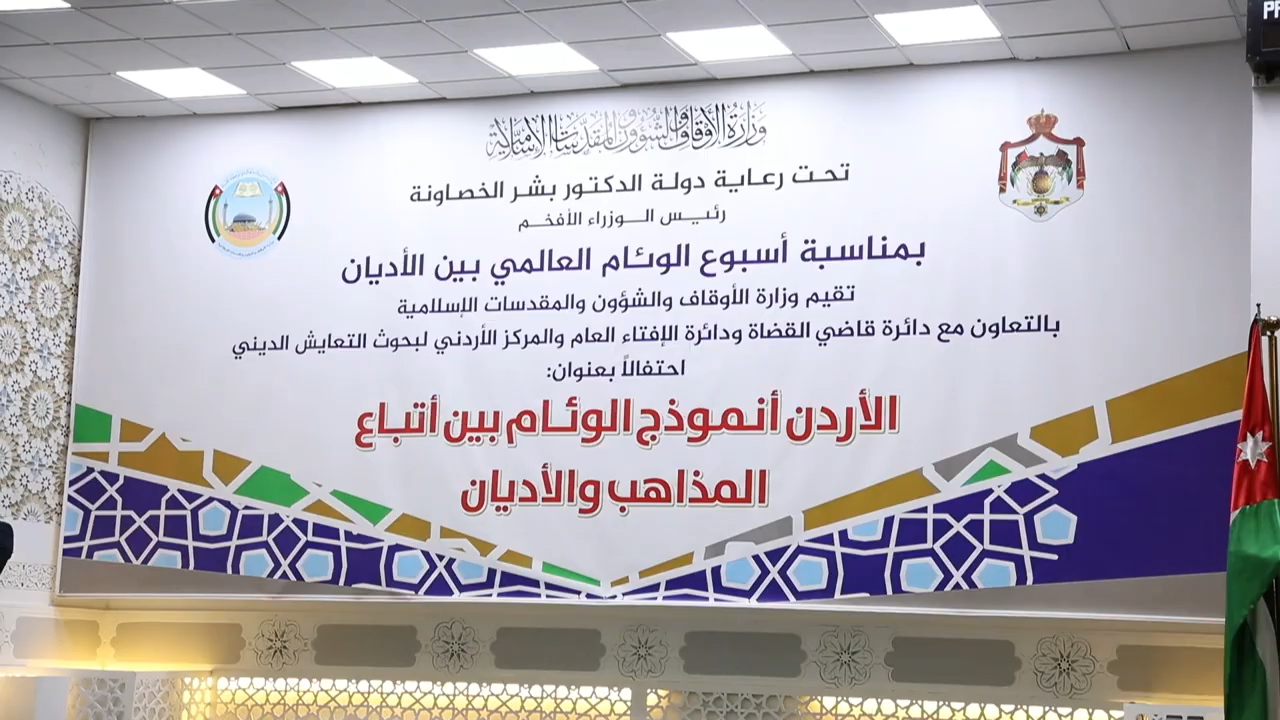 وزارة الأوقاف والشؤون والمقدسات الإسلامية
تحت رعاية دولة الدكتور بشر الخصاونة
رئيس الوزراء الأفخم
بمناسبة أسبوع الوئام العالمي بين الأديان
تقيم وزارة الأوقاف والشؤون والمقدسات الإسلامية
بالتعاون مع دائرة قاضي القضاة ودائرة الإفتاء العام والمركز الأردني لبحوث التعايش الديني
احتفالاً بعنوان:
الأردن أنموذج الوئام بين أتباع
المذاهب والأديان